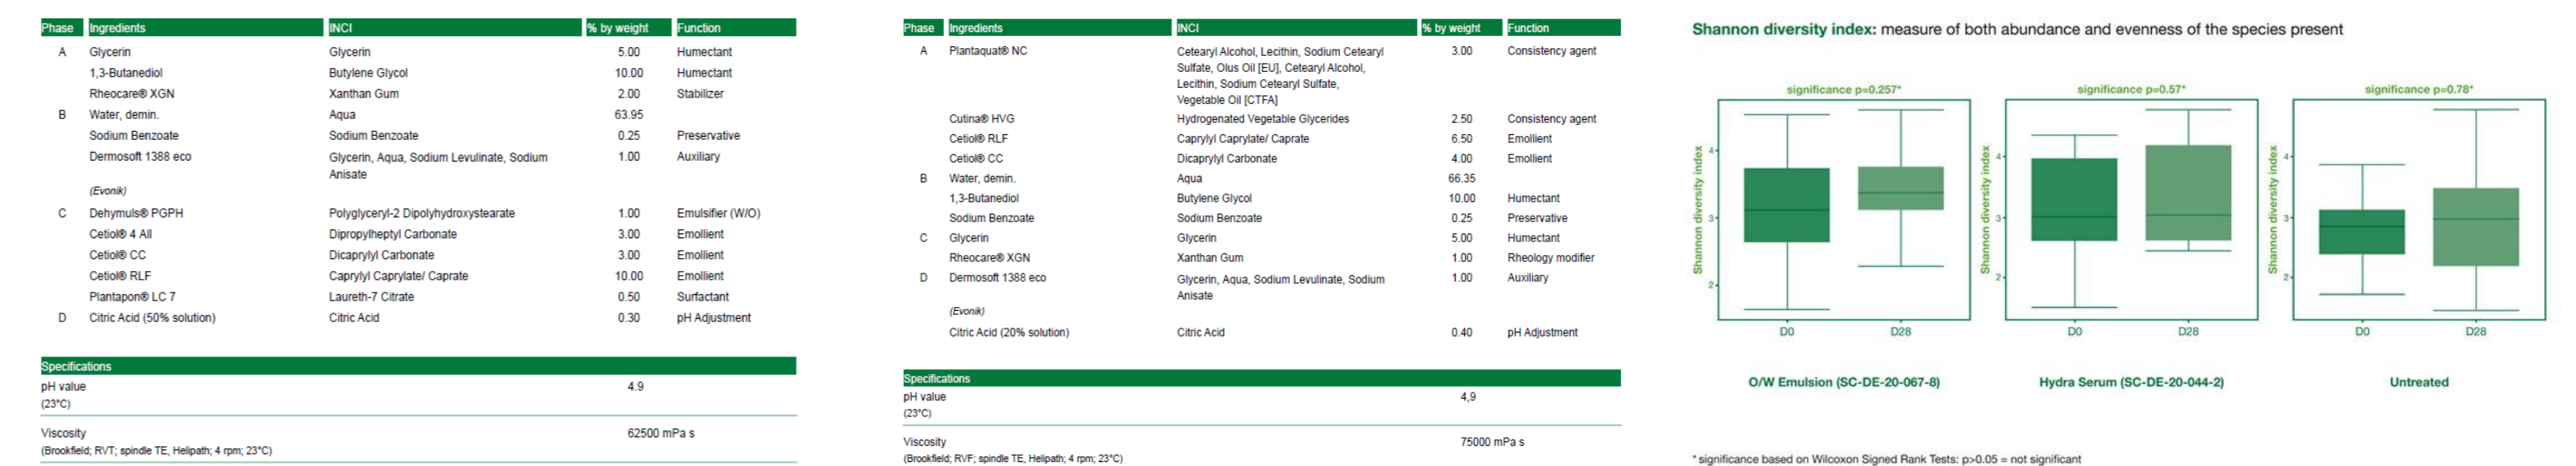 Phase Ingredients INCI % by weight Function
A Glycerin Glycerin 5.00 Humectant
1,3-Butanediol Butylene Glycol 10.00 Humectant
Rheocare® XGN Xanthan Gum 2.00 Stabilizer
B Water, demin. Aqua 63.95
Sodium Benzoate Sodium Benzoate 0.25 Preservative
Dermosoft 1388 eco Glycerin, Aqua, Sodium Levulinate, Sodium 1.00 Auxiliary
Anisate
(Evonik)
C Dehymuls® PGPH Polyglyceryl-2 Dipolyhydroxystearate 1.00 Emulsifier (W/O)
Cetiol® 4 All Dipropylheptyl Carbonate 3.00 Emollient
Cetiol® CC Dicaprylyl Carbonate 3.00 Emollient
Cetiol® RLF Caprylyl Caprylate/ Caprate 10.00 Emollient
Plantapon® LC 7 Laureth-7 Citrate 0.50 Surfactant
D Citric Acid (50% solution) Citric Acid 0.30 pH Adjustment
Specifications
pH value 4.9
(23°C)
Viscosity 62500 mPa s
(Brookfield; RVT; spindle TE, Helipath; 4 rpm; 23°C)
Phase Ingredients INCI % by weight Function
A Plantaquat® NC Cetearyl Alcohol, Lecithin, Sodium Cetearyl 3.00 Consistency agent
Sulfate, Olus Oil [EU], Cetearyl Alcohol,
Lecithin, Sodium Cetearyl Sulfate,
Vegetable Oil [CTFA]
Cutina® HVG Hydrogenated Vegetable Glycerides 2.50 Consistency agent
Cetiol® RLF Caprylyl Caprylate/ Caprate 6.50 Emollient
Cetiol® CC Dicaprylyl Carbonate 4.00 Emollient
B Water, demin. Aqua 66.35
1,3-Butanediol Butylene Glycol 10.00 Humectant
Sodium Benzoate Sodium Benzoate 0.25 Preservative
C Glycerin Glycerin 5.00 Humectant
Rheocare® XGN Xanthan Gum 1.00 Rheology modifier
D Dermosoft 1388 eco Glycerin, Aqua, Sodium Levulinate, Sodium 1.00 Auxiliary
Anisate
(Evonik)
Citric Acid (20% solution) Citric Acid 0.40 pH Adjustment
Specifications
pH value 4,9
(23°C)
Viscosity 75000 mPa s
(Brookfield; RVF; spindle TE, Helipath; 4 rpm; 23°C)
Shannon diversity index: measure of both abundance and evenness of the species present
significance p=0.257*
Shannon diversity index
4
3
2
D0 D28
O/W Emulsion (SC-DE-20-067-8)
significance p=0.57*
Shannon diversity index
4
3
2
D0 D28
Hydra Serum (SC-DE-20-044-2)
significance p=0.78*
Shannon diversity index
4
3
2
D0 D28
Untreated
* significance based on Wilcoxon Signed Rank Tests: p>0.05 = not significant